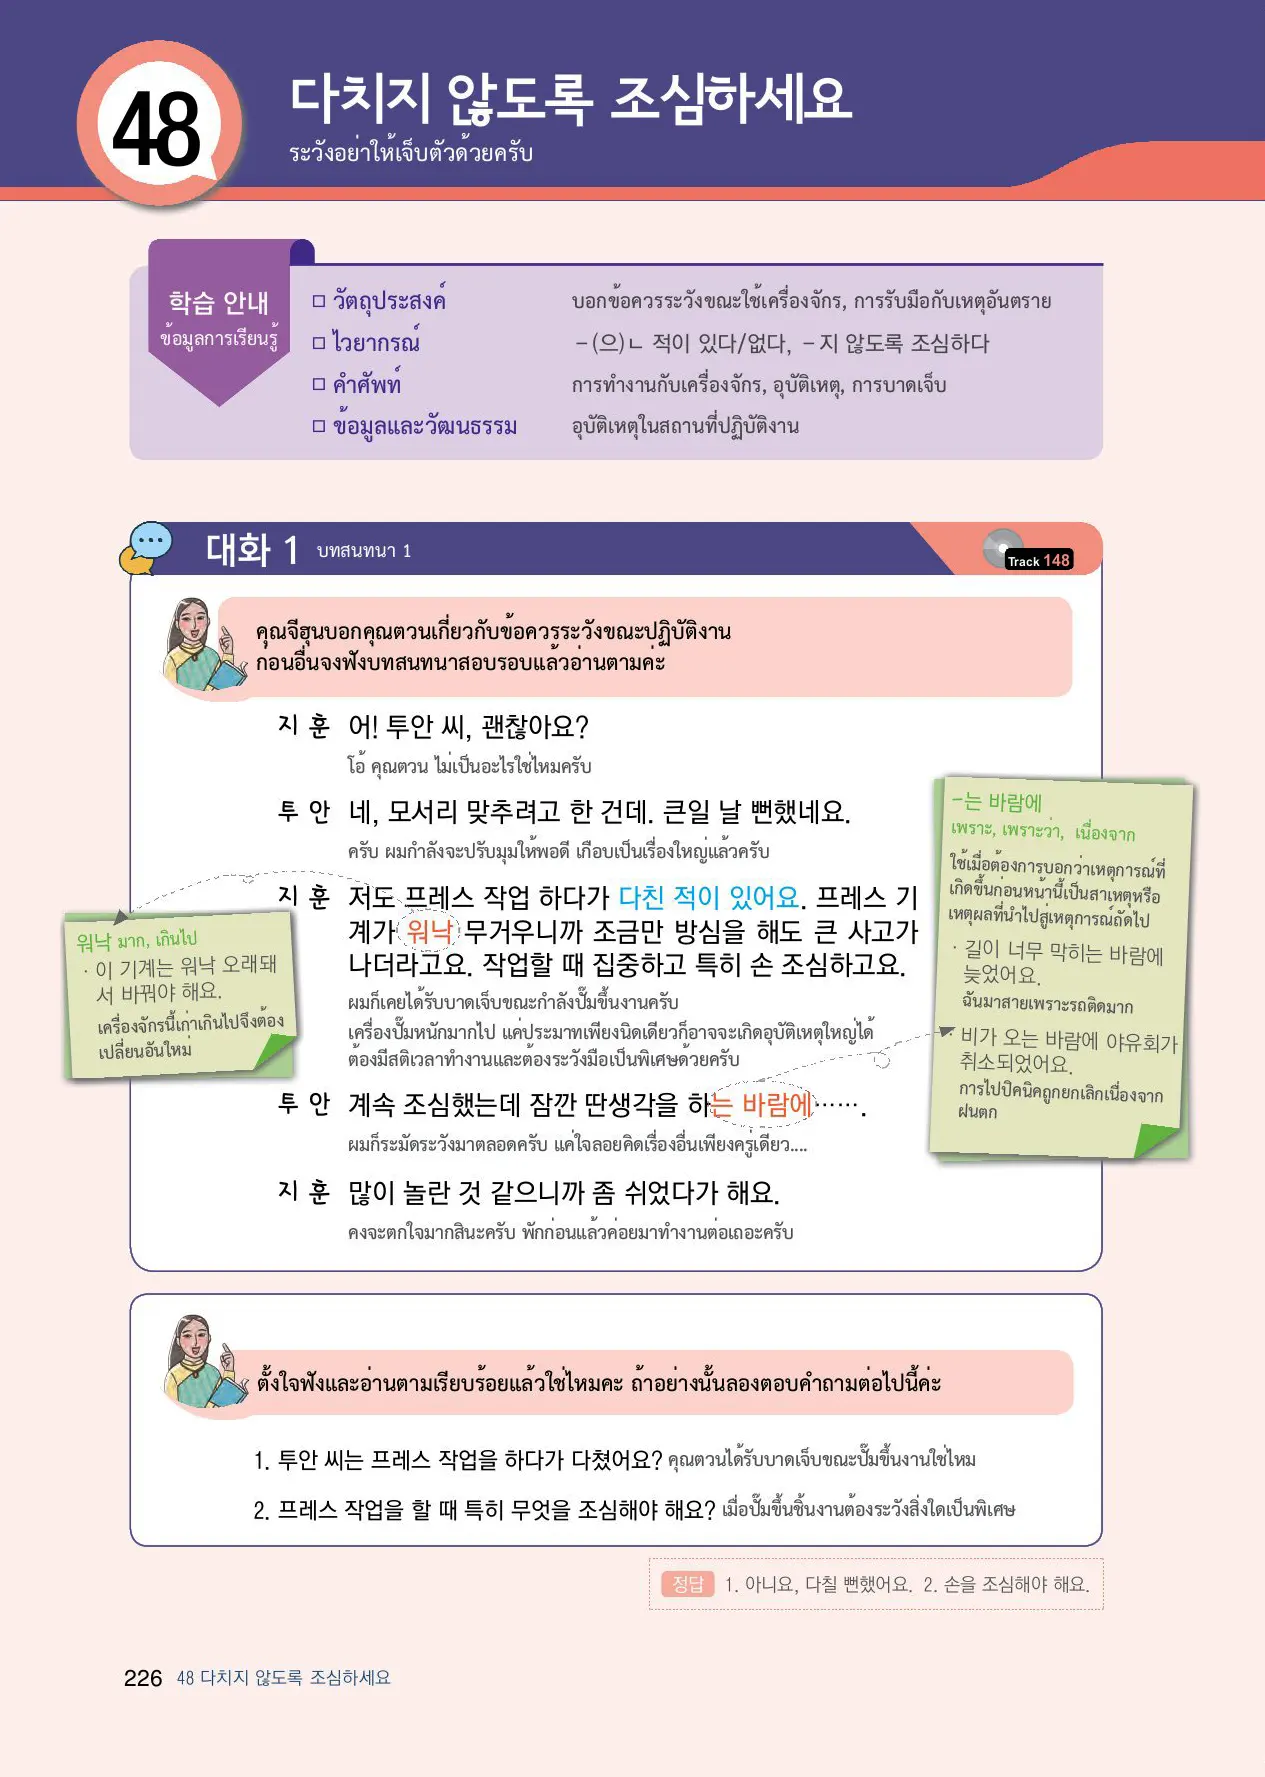 48
다치지 않도록 조심하세요
ระวังอย่าให้เจ็บตัวด้วยครับ
학습 안내
ข้อมูลการเรียนรู้
□ วัตถุประสงค์ บอกข้อควรระวังขณะใช้เครื่องจักร, การรับมือกับเหตุอันตราย
□ ไวยากรณ์ -(으)ㄴ 적이 있다/없다, -지 않도록 조심하다
□ คำศัพท์ การทำงานกับเครื่องจักร, อุบัติเหตุ, การบาดเจ็บ
□ ข้อมูลและวัฒนธรรม อุบัติเหตุในสถานที่ปฏิบัติงาน
대화 1 บทสนทนา 1
Track 148
คุณจีฮุนบอกคุณตวนเกี่ยวกับข้อควรระวังขณะปฏิบัติงาน
ก่อนอื่นจงฟังบทสนทนาสอบรอบแล้วอ่านตามค่ะ
지 훈 어! 투안 씨, 괜찮아요?
โอ้ คุณตวน ไม่เป็นอะไรใช่ไหมครับ
투 안 네, 모서리 맞추려고 한 건데. 큰일 날 뻔했네요.
ครับ ผมกำลังจะปรับมุมให้พอดี เกือบเป็นเรื่องใหญ่แล้วครับ
지 훈 저도 프레스 작업 하다가 다친 적이 있어요. 프레스 기
계가 워낙 무거우니까 조금만 방심을 해도 큰 사고가
나더라고요. 작업할 때 집중하고 특히 손 조심하고요.
ผมก็เคยได้รับบาดเจ็บขณะกำลังปั๊มขึ้นงานครับ
เครื่องปั๊มหนักมากไป แค่ประมาทเพียงนิดเดียวก็อาจจะเกิดอุบัติเหตุใหญ่ได้
ต้องมีสติเวลาทำงานและต้องระวังมือเป็นพิเศษด้วยครับ
투 안 계속 조심했는데 잠깐 딴생각을 하는 바람에…….
ผมก็ระมัดระวังมาตลอดครับ แค่ใจลอยคิดเรื่องอื่นเพียงครู่เดียว....
지 훈 많이 놀란 것 같으니까 좀 쉬었다가 해요.
คงจะตกใจมากสินะครับ พักก่อนแล้วค่อยมาทำงานต่อเถอะครับ
워낙 มาก, เกินไป
· 이 기계는 워낙 오래돼
서 바꿔야 해요.
เครื่องจักรนี้เก่าเกินไปจึงต้อง
เปลี่ยนอันใหม่
-는 바람에
เพราะ, เพราะว่า, เนื่องจาก
ใช้เมื่อต้องการบอกว่าเหตุการณ์ที่
เกิดขึ้นก่อนหน้านี้เป็นสาเหตุหรือ
เหตุผลที่นำไปสู่เหตุการณ์ถัดไป
· 길이 너무 막히는 바람에
늦었어요.
ฉันมาสายเพราะรถติดมาก
· 비가 오는 바람에 야유회가
취소되었어요.
การไปปิคนิคถูกยกเลิกเนื่องจาก
ฝนตก
ตั้งใจฟังและอ่านตามเรียบร้อยแล้วใช่ไหมคะ ถ้าอย่างนั้นลองตอบคำถามต่อไปนี้ค่ะ
1. 투안 씨는 프레스 작업을 하다가 다쳤어요? คุณตวนได้รับบาดเจ็บขณะปั๊มขึ้นงานใช่ไหม
2. 프레스 작업을 할 때 특히 무엇을 조심해야 해요? เมื่อปั๊มขึ้นชิ้นงานต้องระวังสิ่งใดเป็นพิเศษ
정답 1. 아니요, 다칠 뻔했어요. 2. 손을 조심해야 해요.
226 48 다치지 않도록 조심하세요